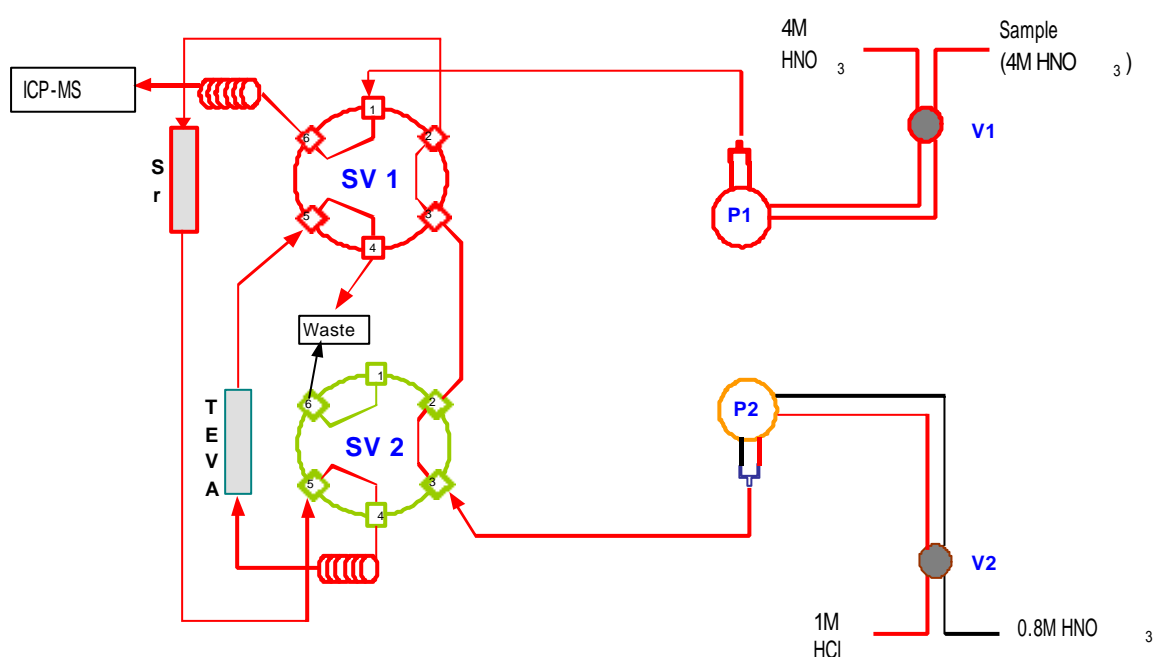 4M
HNO
3
Sample
(4M HNO
3 )
ICP-MS
1
6
2
V1
S
r
SV 1
P1
5
3
4
Waste
1
T
E
V
A
6
2
P2
SV 2
5
3
4
V2
1M
HCl
0.8M HNO
3